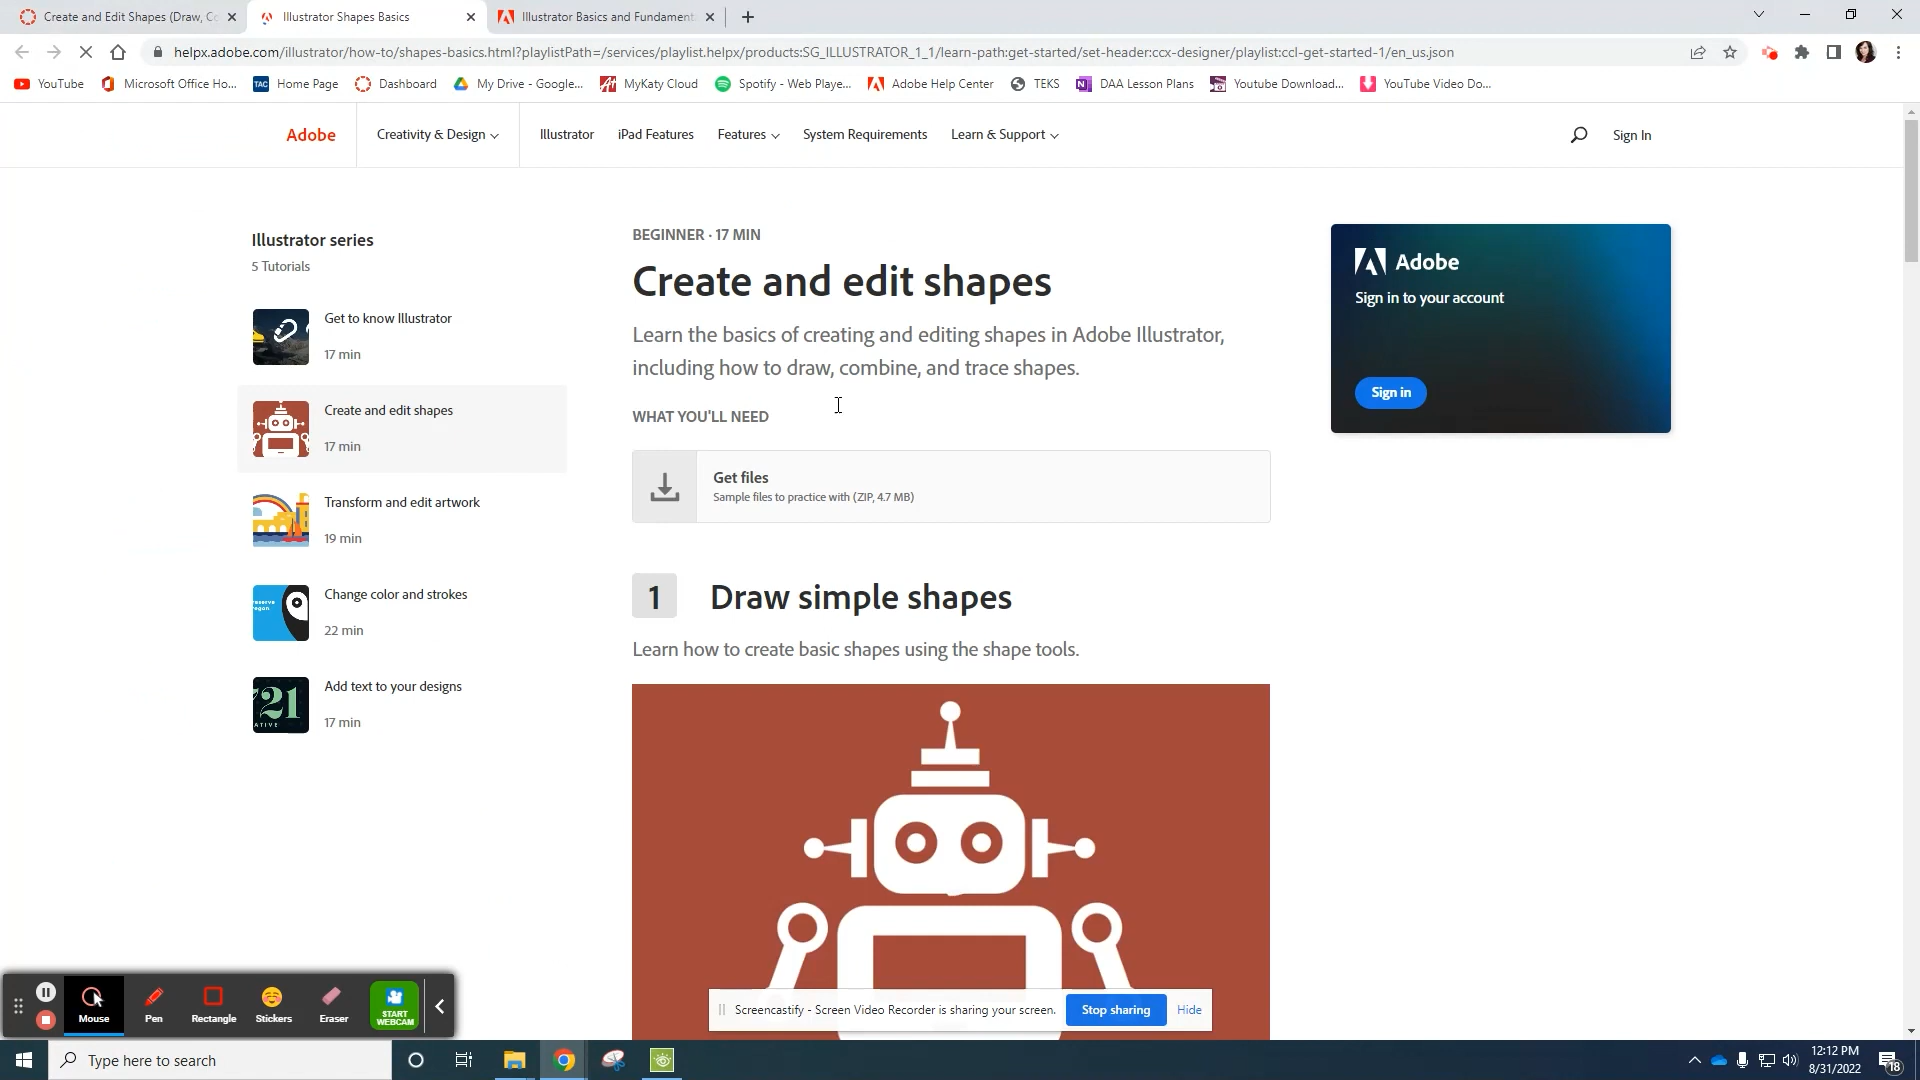 Create and Edit Shapes (Draw, Co
Illustrator Shapes Basics
Illustrator Basics and Fundament
helpx.adobe.com/illustrator/how-to/shapes-basics.html?playlistPath=/services/playlist.helpx/products:SG_ILLUSTRATOR_1_1/learn-path:get-started/set-header:ccx-designer/playlist:ccl-get-started-1/en_us.json
YouTube
Microsoft Office Ho...
TAC Home Page
Dashboard
My Drive - Google...
MyKaty Cloud
Spotify - Web Playe...
Adobe Help Center
TEKS
DAA Lesson Plans
Youtube Download...
YouTube Video Do...
Adobe
Creativity & Design
Illustrator
iPad Features
Features
System Requirements
Learn & Support
Sign In
Illustrator series
5 Tutorials
Get to know Illustrator
17 min
Create and edit shapes
17 min
Transform and edit artwork
19 min
Change color and strokes
22 min
Add text to your designs
17 min
BEGINNER · 17 MIN
Create and edit shapes
Learn the basics of creating and editing shapes in Adobe Illustrator,
including how to draw, combine, and trace shapes.
WHAT YOU'LL NEED
Get files
Sample files to practice with (ZIP, 4.7 MB)
1 Draw simple shapes
Learn how to create basic shapes using the shape tools.
Adobe
Sign in to your account
Sign in
Mouse
Pen
Rectangle
Stickers
Eraser
START
WEBCAM
Screencastify - Screen Video Recorder is sharing your screen.
Stop sharing
Hide
Type here to search
12:12 PM
8/31/2022
18